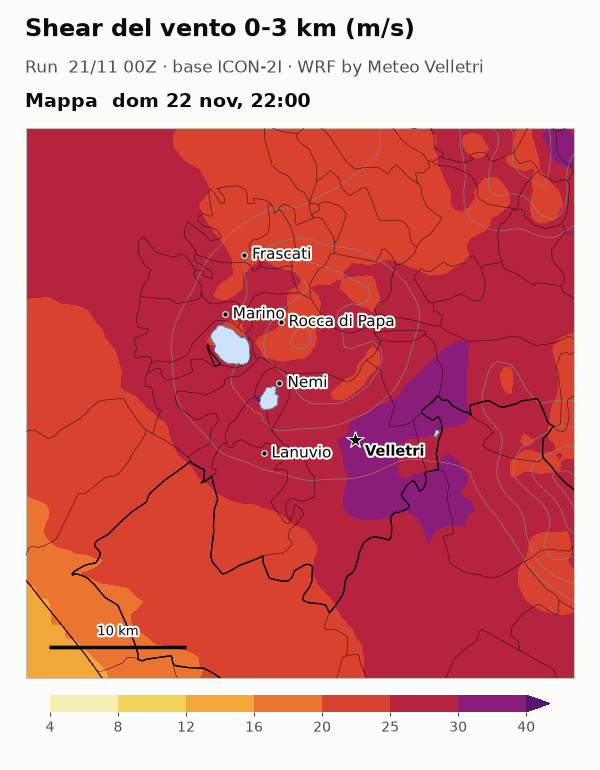 Shear del vento 0-3 km (m/s)
Run 21/11 00Z · base ICON-2I · WRF by Meteo Velletri
Mappa dom 22 nov, 22:00
Frascati
Marino
Rocca di Papa
Nemi
Velletri
Lanuvio
10 km
4 8 12 16 20 25 30 40